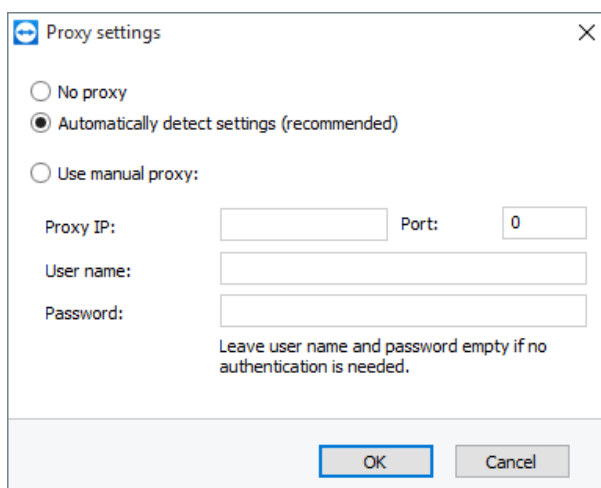 Proxy settings
No proxy
Automatically detect settings (recommended)
Use manual proxy:
Proxy IP: Port: 0
User name:
Password:
Leave user name and password empty if no
authentication is needed.
OK Cancel